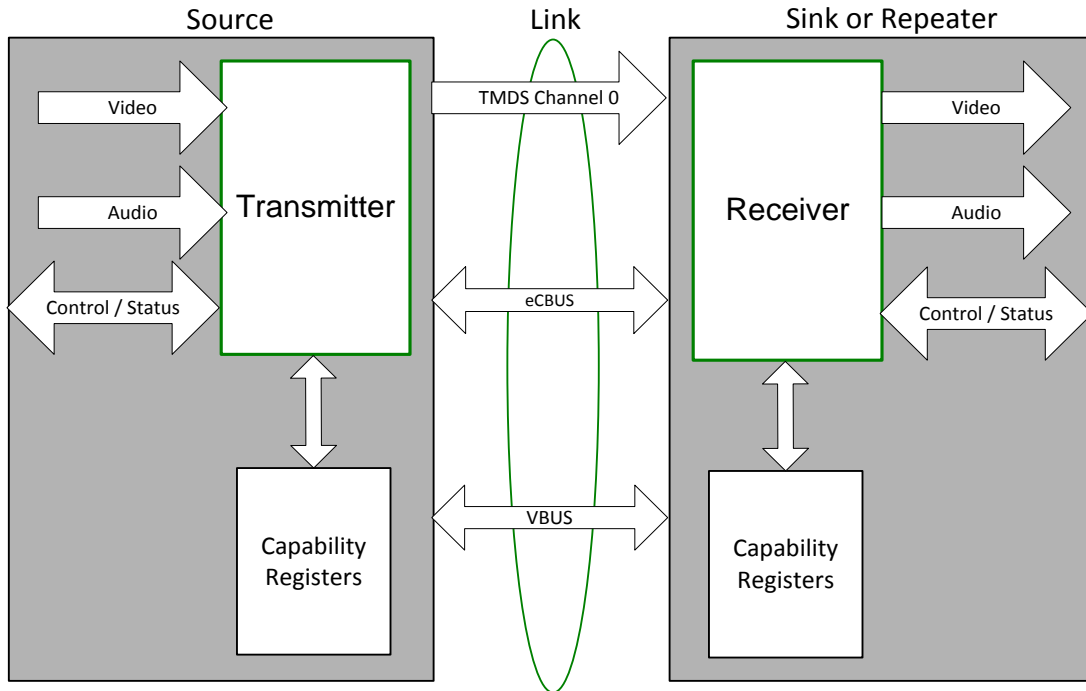 Source
Link
Sink or Repeater
Video
Audio
Control / Status
Transmitter
Capability
Registers
TMDS Channel 0
eCBUS
VBUS
Receiver
Video
Audio
Control / Status
Capability
Registers